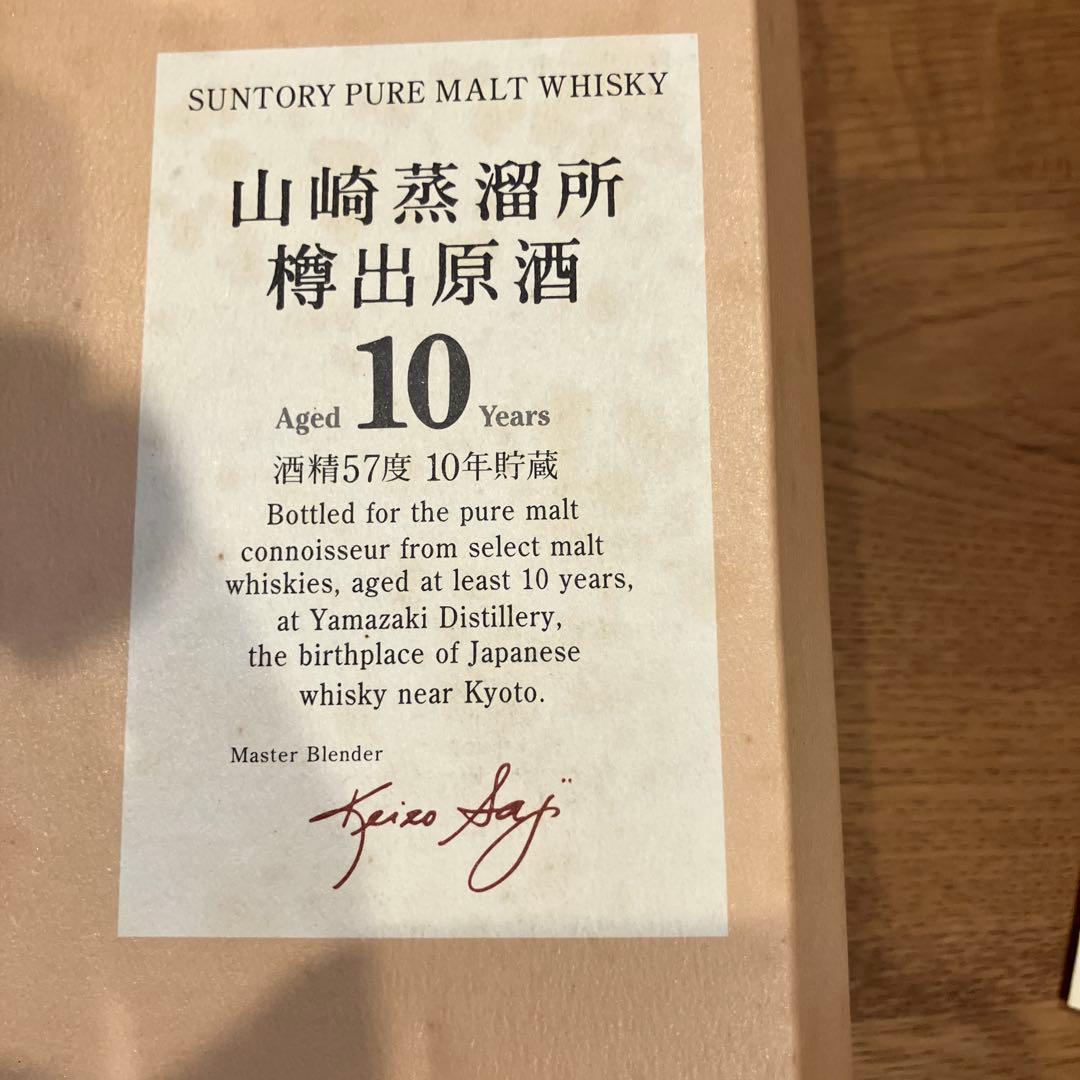 SUNTORY PURE MALT WHISKY
山崎蒸溜所
樽出原酒
Aged 10 Years
酒精57度 10年貯蔵
Bottled for the pure malt
connoisseur from select malt
whiskies, aged at least 10 years,
at Yamazaki Distillery,
the birthplace of Japanese
whisky near Kyoto.
Master Blender
Keizo Saji